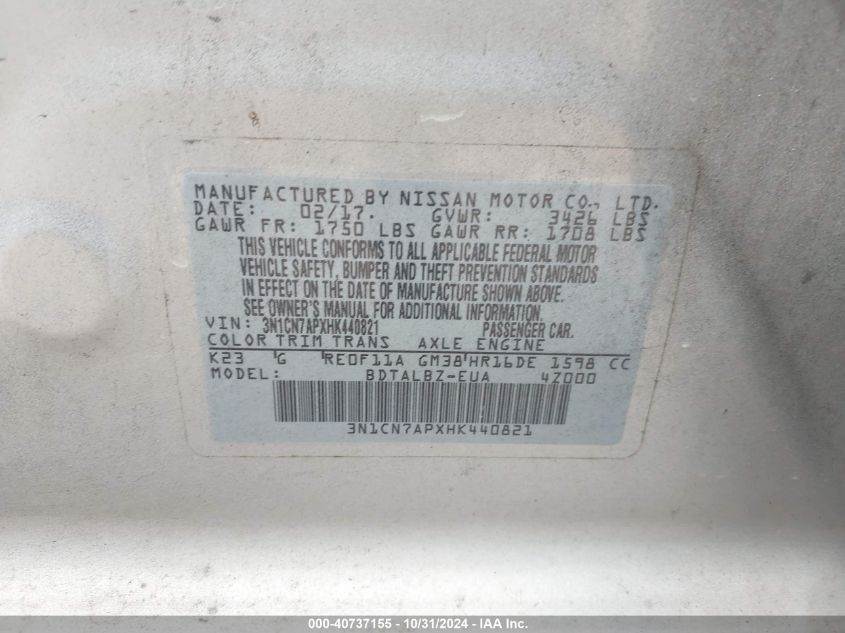 MANUFACTURED BY NISSAN MOTOR CO., LTD.
DATE: 02/17. GVWR: 3426 LBS
GAWR FR: 1750 LBS GAWR RR: 1708 LBS
THIS VEHICLE CONFORMS TO ALL APPLICABLE FEDERAL MOTOR
VEHICLE SAFETY, BUMPER AND THEFT PREVENTION STANDARDS
IN EFFECT ON THE DATE OF MANUFACTURE SHOWN ABOVE.
SEE OWNER'S MANUAL FOR ADDITIONAL INFORMATION.
VIN: 3N1CN7APXHK440821 PASSENGER CAR.
COLOR TRIM TRANS AXLE ENGINE
K23 G RE0F11A GM38 HR16DE 1598 CC
MODEL: BDTALBZ-EUA 4Z000
3N1CN7APXHK440821
000-40737155 - 10/31/2024 - IAA Inc.